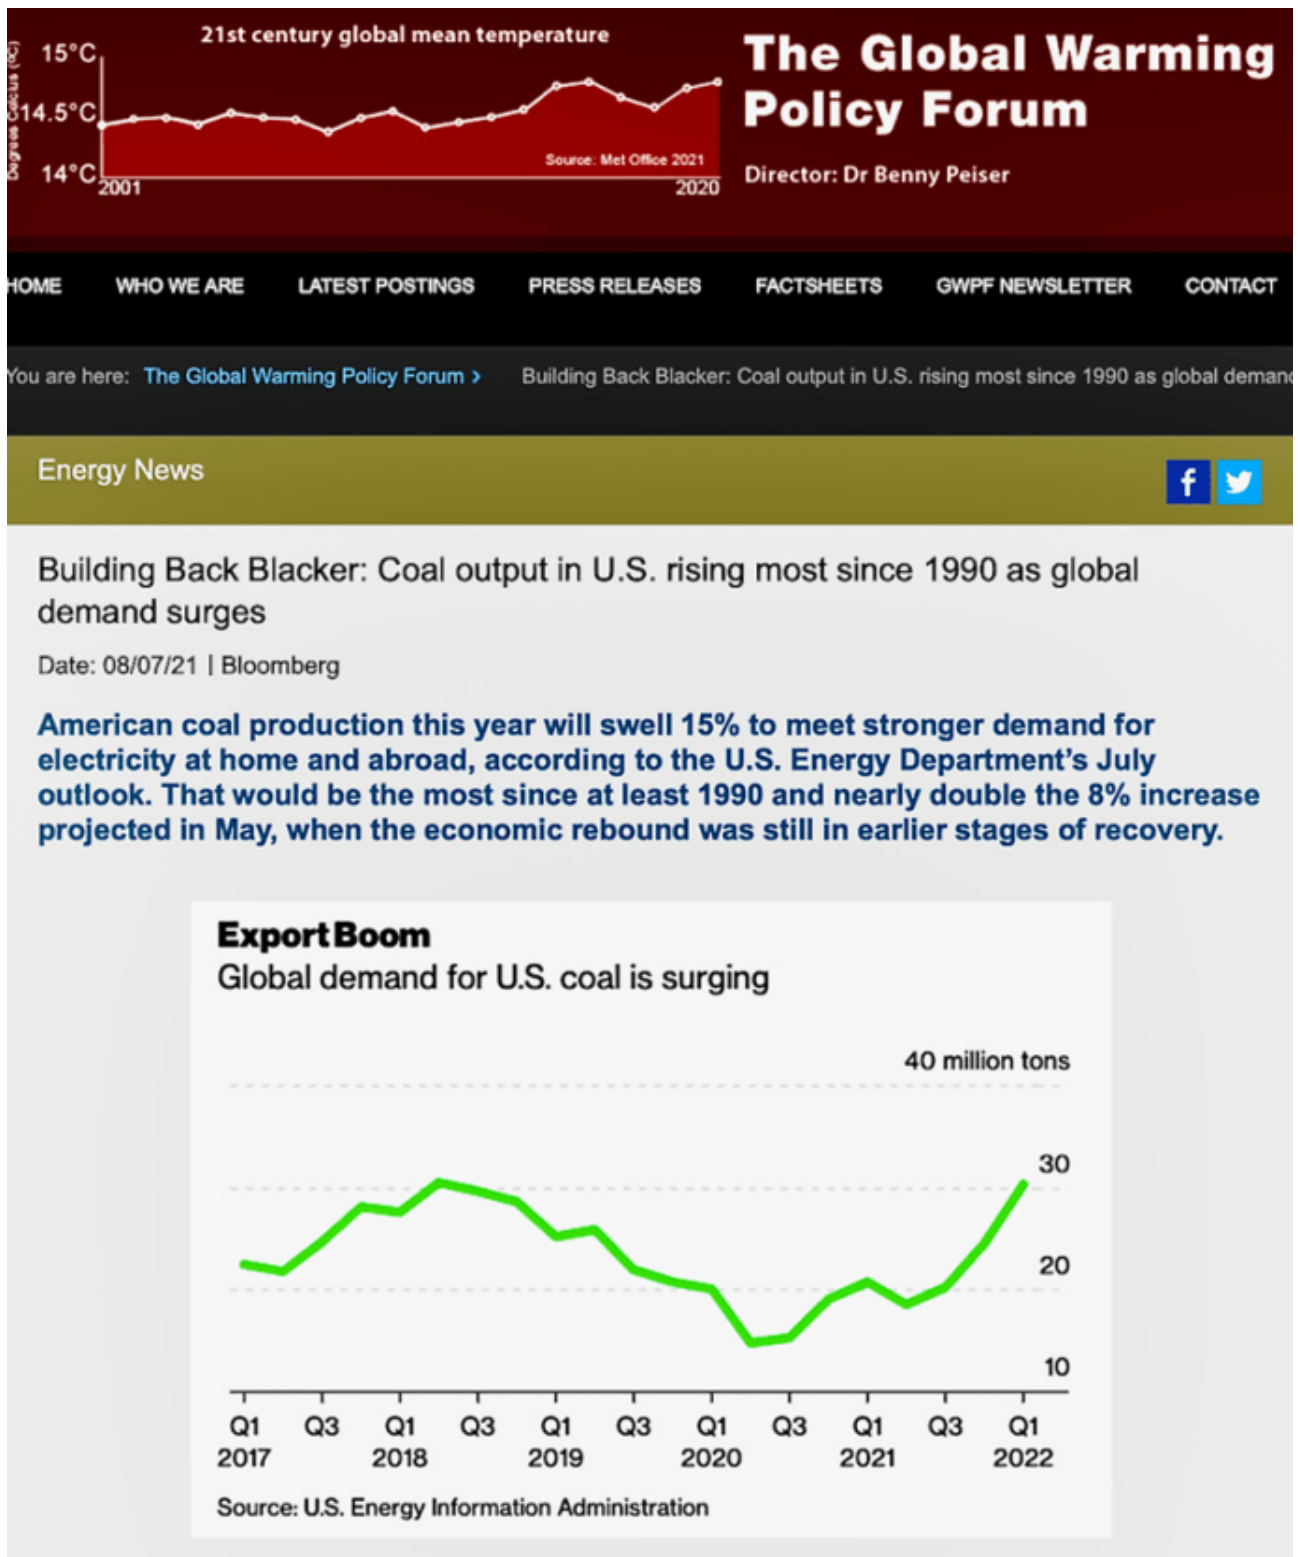 21st century global mean temperature
Degrees Celcius (°C)
15°C
14.5°C
14°C
Source: Met Office 2021
2001
2020
The Global Warming
Policy Forum
Director: Dr Benny Peiser
HOME WHO WE ARE LATEST POSTINGS PRESS RELEASES FACTSHEETS GWPF NEWSLETTER CONTACT
You are here: The Global Warming Policy Forum › Building Back Blacker: Coal output in U.S. rising most since 1990 as global demand
Energy News
f
Building Back Blacker: Coal output in U.S. rising most since 1990 as global
demand surges
Date: 08/07/21 | Bloomberg
American coal production this year will swell 15% to meet stronger demand for
electricity at home and abroad, according to the U.S. Energy Department’s July
outlook. That would be the most since at least 1990 and nearly double the 8% increase
projected in May, when the economic rebound was still in earlier stages of recovery.
Export Boom
Global demand for U.S. coal is surging
40 million tons
30
20
10
Q1 Q3 Q1 Q3 Q1 Q3 Q1 Q3 Q1 Q3 Q1
2017 2018 2019 2020 2021 2022
Source: U.S. Energy Information Administration